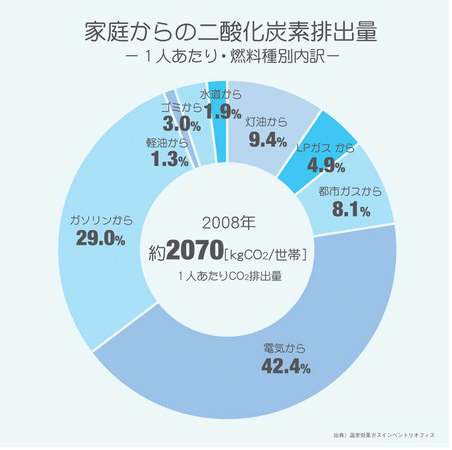 家庭からの二酸化炭素排出量
－１人あたり・燃料種別内訳－
水道から
1.9%
ゴミから
3.0%
軽油から
1.3%
灯油から
9.4%
LPガス から
4.9%
都市ガスから
8.1%
ガソリンから
29.0%
2008年
約2070[kgCO2/世帯]
１人あたりCO2排出量
電気から
42.4%
出典）温室効果ガスインベントリオフィス